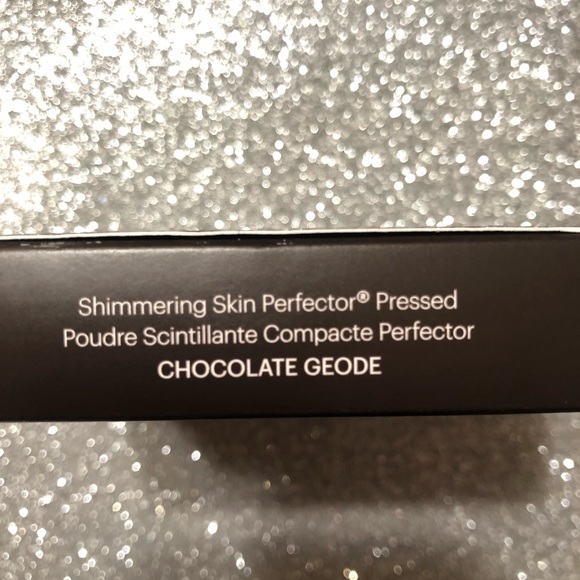 Shimmering Skin Perfector® Pressed
Poudre Scintillante Compacte Perfector
CHOCOLATE GEODE